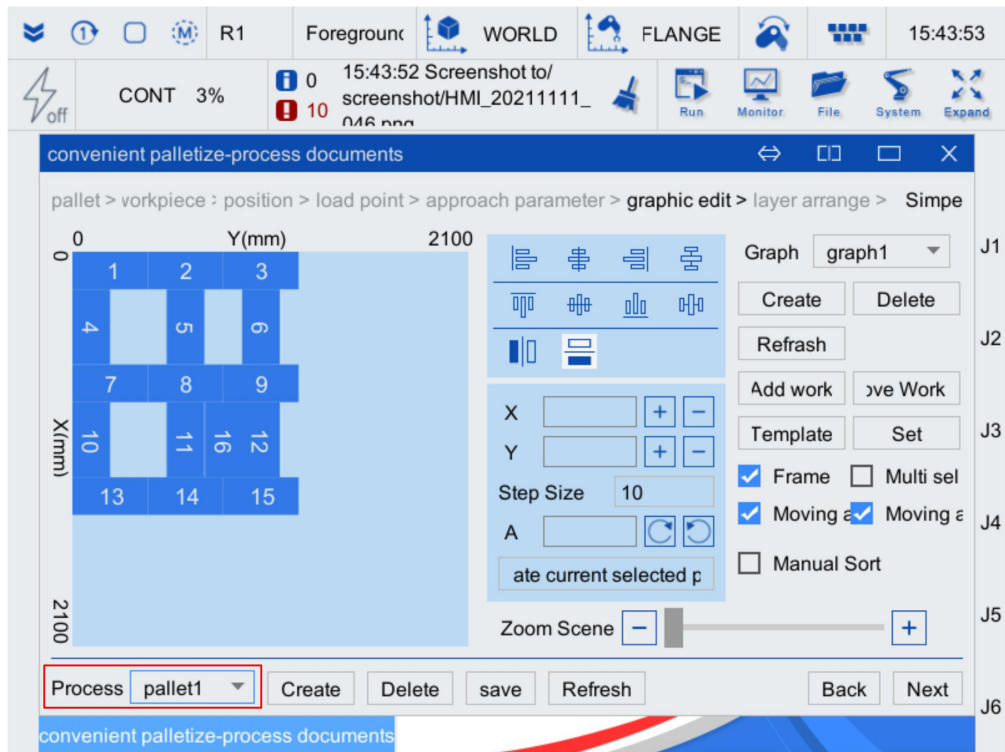 1 M R1 Foreground WORLD FLANGE 15:43:53
off CONT 3% i 0 15:43:52 Screenshot to/
! 10 screenshot/HMI_20211111_
046.png
Run Monitor File System Expand
convenient palletize-process documents
pallet > workpiece : position > load point > approach parameter > graphic edit > layer arrange > Simpe
0 Y(mm) 2100
0
X(mm)
2100
1 2 3
4 5 6
7 8 9
10 11 16 12
13 14 15
X + −
Y + −
Step Size 10
A
ate current selected p
Zoom Scene − +
Graph graph1
Create Delete
Refrash
Add work ove Work
Template Set
Frame Multi sel
Moving a Moving a
Manual Sort
J1
J2
J3
J4
J5
J6
Process pallet1 Create Delete save Refresh Back Next
convenient palletize-process documents